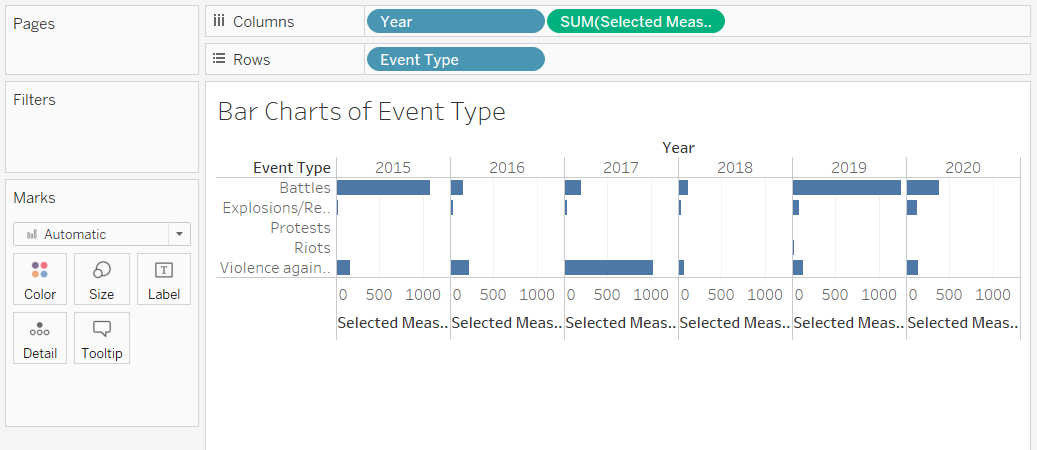 Pages
Columns Year SUM(Selected Meas..
Rows Event Type
Filters
Marks
Automatic
Color Size Label
Detail Tooltip
Bar Charts of Event Type
Year
Event Type 2015 2016 2017 2018 2019 2020
Battles
Explosions/Re..
Protests
Riots
Violence again..
0 500 1000 0 500 1000 0 500 1000 0 500 1000 0 500 1000 0 500 1000
Selected Meas.. Selected Meas.. Selected Meas.. Selected Meas.. Selected Meas.. Selected Meas..